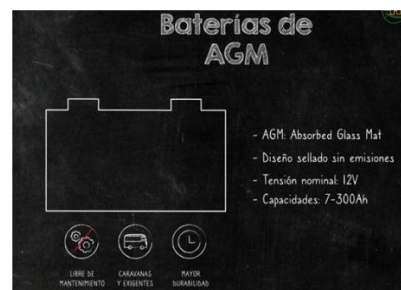 Baterías de
AGM
- AGM: Absorbed Glass Mat
- Diseño sellado sin emisiones
- Tensión nominal: 12V
- Capacidades: 7-300Ah
LIBRE DE
MANTENIMIENTO
CARAVANAS
Y EXIGENTES
MAYOR
DURABILIDAD